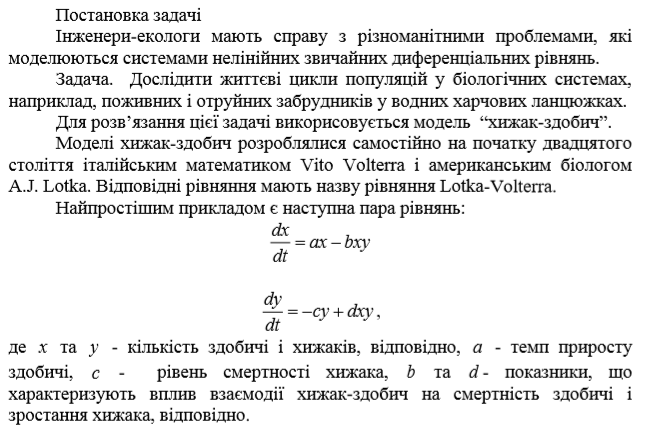 Постановка задачі
Інженери-екологи мають справу з різноманітними проблемами, які
моделюються системами нелінійних звичайних диференціальних рівнянь.
Задача. Дослідити життєві цикли популяцій у біологічних системах,
наприклад, поживних і отруйних забрудників у водних харчових ланцюжках.
Для розв’язання цієї задачі використовується модель “хижак-здобич”.
Моделі хижак-здобич розроблялися самостійно на початку двадцятого
століття італійським математиком Vito Volterra і американським біологом
A.J. Lotka. Відповідні рівняння мають назву рівняння Lotka-Volterra.
Найпростішим прикладом є наступна пара рівнянь:
dx/dt = ax − bxy
dy/dt = −cy + dxy,
де x та y - кількість здобичі і хижаків, відповідно, a - темп приросту
здобичі, c - рівень смертності хижака, b та d - показники, що
характеризують вплив взаємодії хижак-здобич на смертність здобичі і
зростання хижака, відповідно.